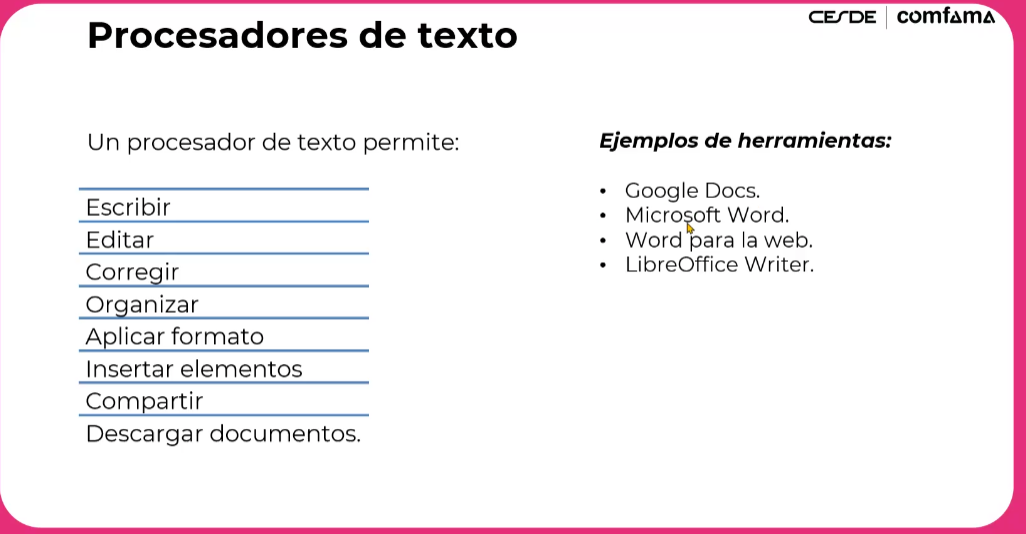 CESDE comfama
Procesadores de texto
Un procesador de texto permite:
Escribir
Editar
Corregir
Organizar
Aplicar formato
Insertar elementos
Compartir
Descargar documentos.
Ejemplos de herramientas:
• Google Docs.
• Microsoft Word.
• Word para la web.
• LibreOffice Writer.